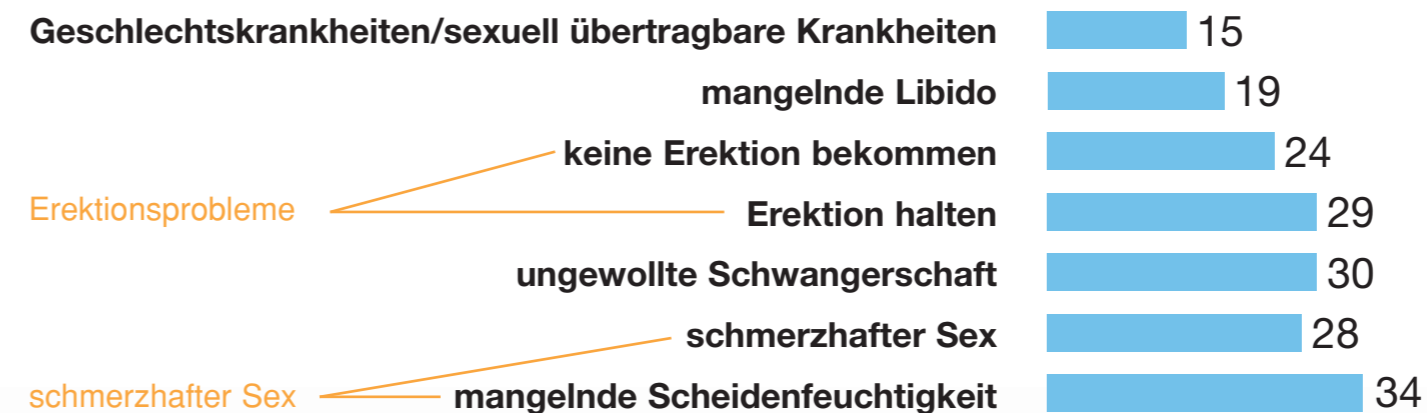 Geschlechtskrankheiten/sexuell übertragbare Krankheiten 15
mangelnde Libido 19
keine Erektion bekommen 24
Erektionsprobleme Erektion halten 29
ungewollte Schwangerschaft 30
schmerzhafter Sex 28
schmerzhafter Sex mangelnde Scheidenfeuchtigkeit 34